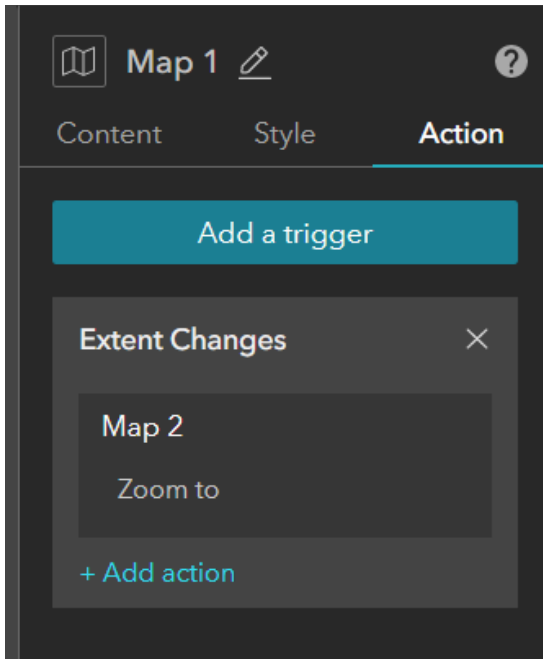 Map 1
Content Style Action
Add a trigger
Extent Changes
Map 2
Zoom to
+ Add action